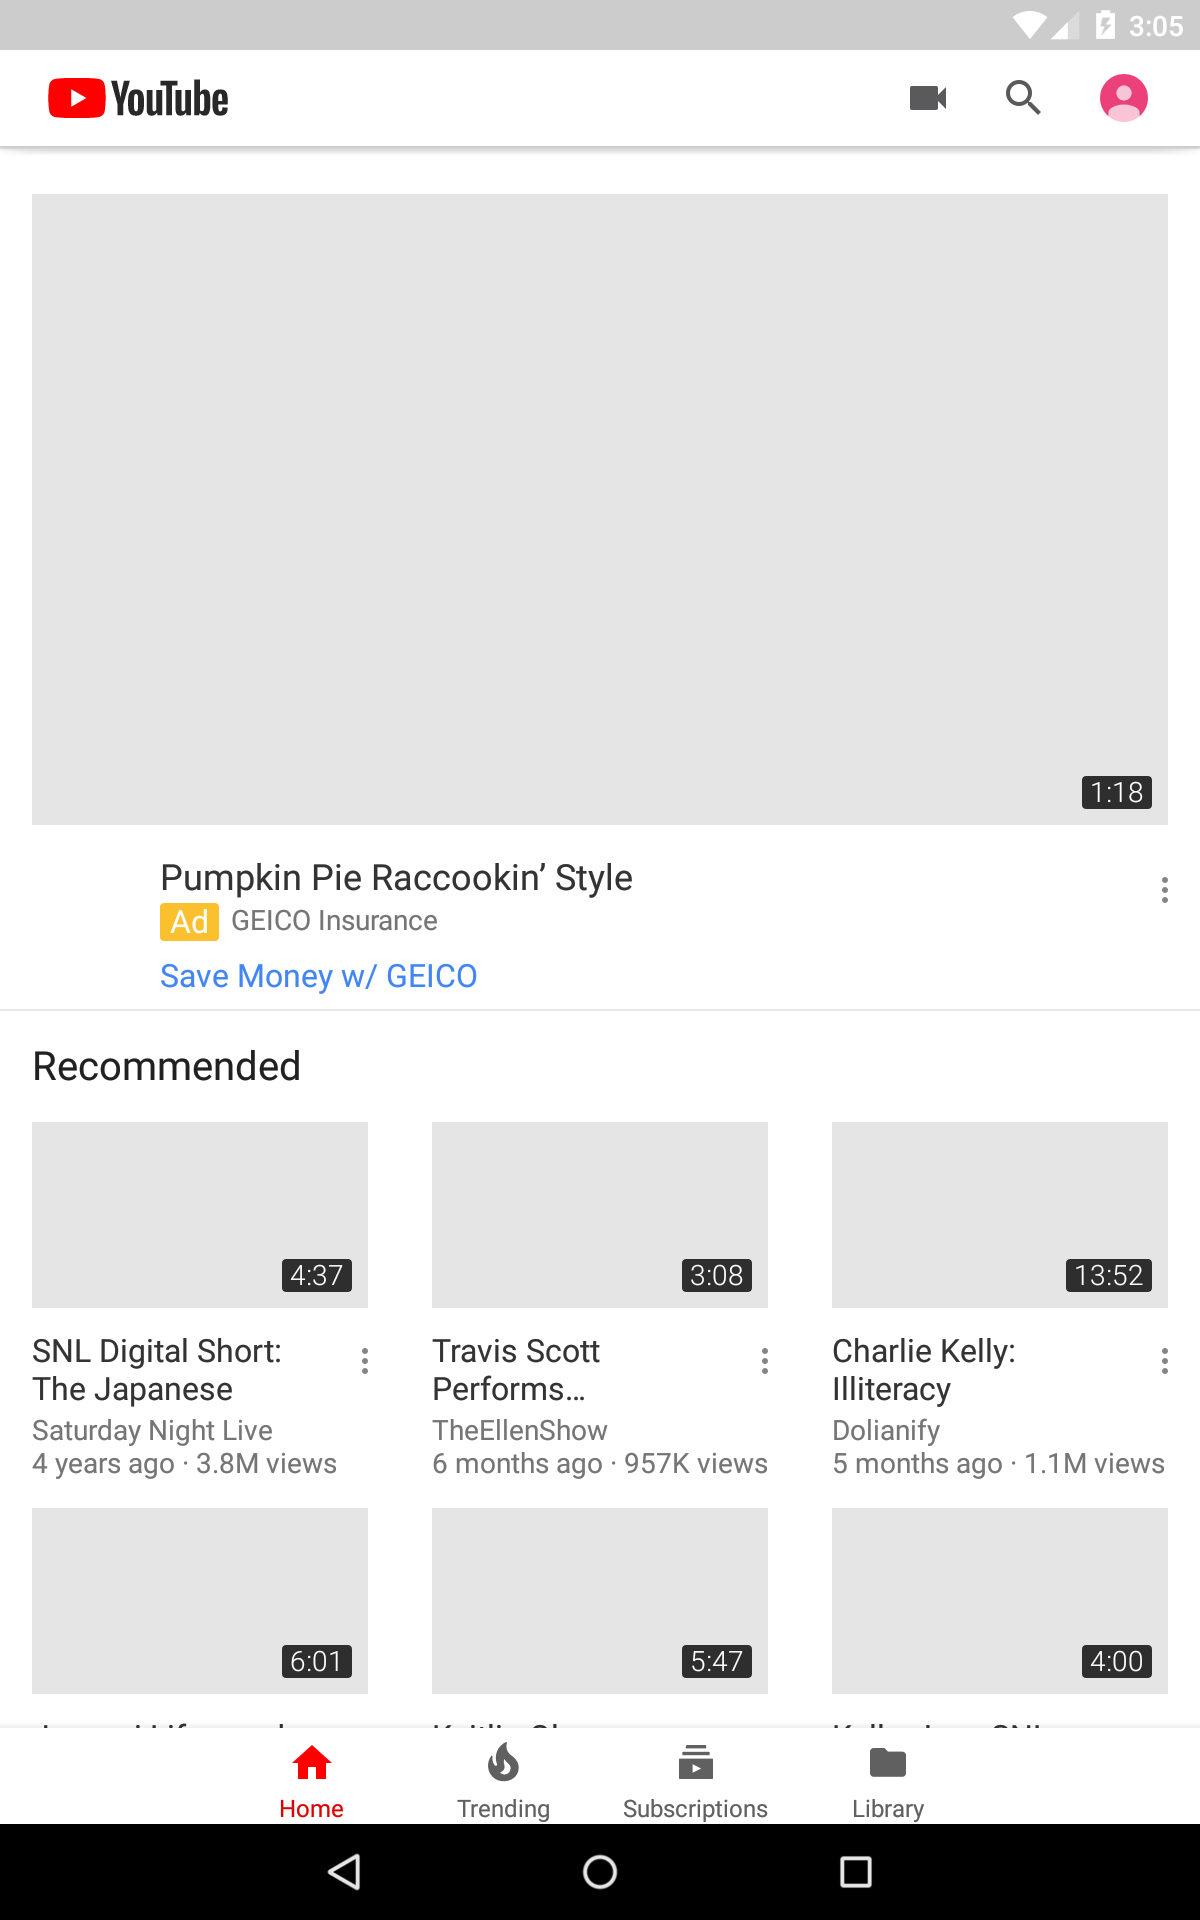 3:05
YouTube
1:18
Pumpkin Pie Raccookin’ Style
Ad GEICO Insurance
Save Money w/ GEICO
Recommended
4:37
3:08
13:52
SNL Digital Short:
The Japanese
Saturday Night Live
4 years ago · 3.8M views
Travis Scott
Performs…
TheEllenShow
6 months ago · 957K views
Charlie Kelly:
Illiteracy
Dolianify
5 months ago · 1.1M views
6:01
5:47
4:00
Home
Trending
Subscriptions
Library